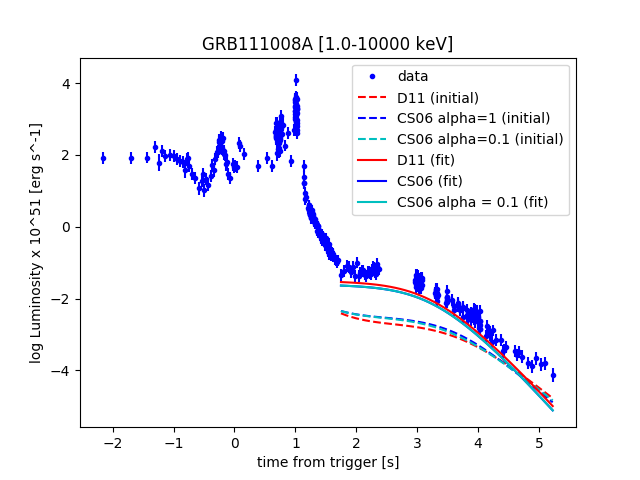 GRB111008A [1.0-10000 keV]
data
D11 (initial)
CS06 alpha=1 (initial)
CS06 alpha=0.1 (initial)
D11 (fit)
CS06 (fit)
CS06 alpha = 0.1 (fit)
log Luminosity x 10^51 [erg s^-1]
4
2
0
−2
−4
−2
−1
0
1
2
3
4
5
time from trigger [s]